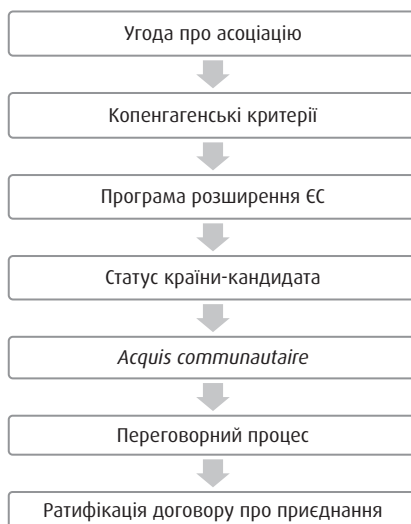 Угода про асоціацію
Копенгагенські критерії
Програма розширення ЄС
Статус країни-кандидата
Acquis communautaire
Переговорний процес
Ратифікація договору про приєднання